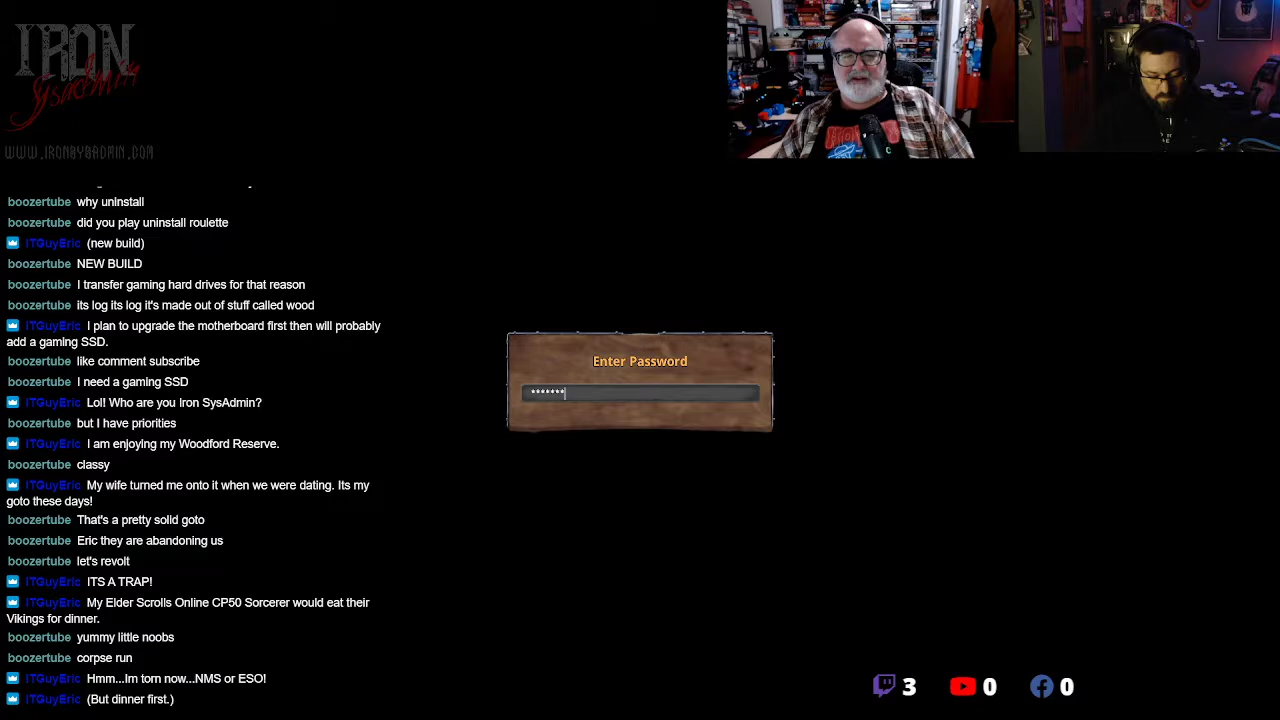 IRON
SysAdmin
WWW.IRONSYSADMIN.COM
boozertube why uninstall
boozertube did you play uninstall roulette
ITGuyEric (new build)
boozertube NEW BUILD
boozertube I transfer gaming hard drives for that reason
boozertube its log its log it's made out of stuff called wood
ITGuyEric I plan to upgrade the motherboard first then will probably
add a gaming SSD.
boozertube like comment subscribe
boozertube I need a gaming SSD
ITGuyEric Lol! Who are you Iron SysAdmin?
boozertube but I have priorities
ITGuyEric I am enjoying my Woodford Reserve.
boozertube classy
ITGuyEric My wife turned me onto it when we were dating. Its my
goto these days!
boozertube That's a pretty solid goto
boozertube Eric they are abandoning us
boozertube let's revolt
ITGuyEric ITS A TRAP!
ITGuyEric My Elder Scrolls Online CP50 Sorcerer would eat their
Vikings for dinner.
boozertube yummy little noobs
boozertube corpse run
ITGuyEric Hmm...Im torn now...NMS or ESO!
ITGuyEric (But dinner first.)
Enter Password
*******
3 0 0